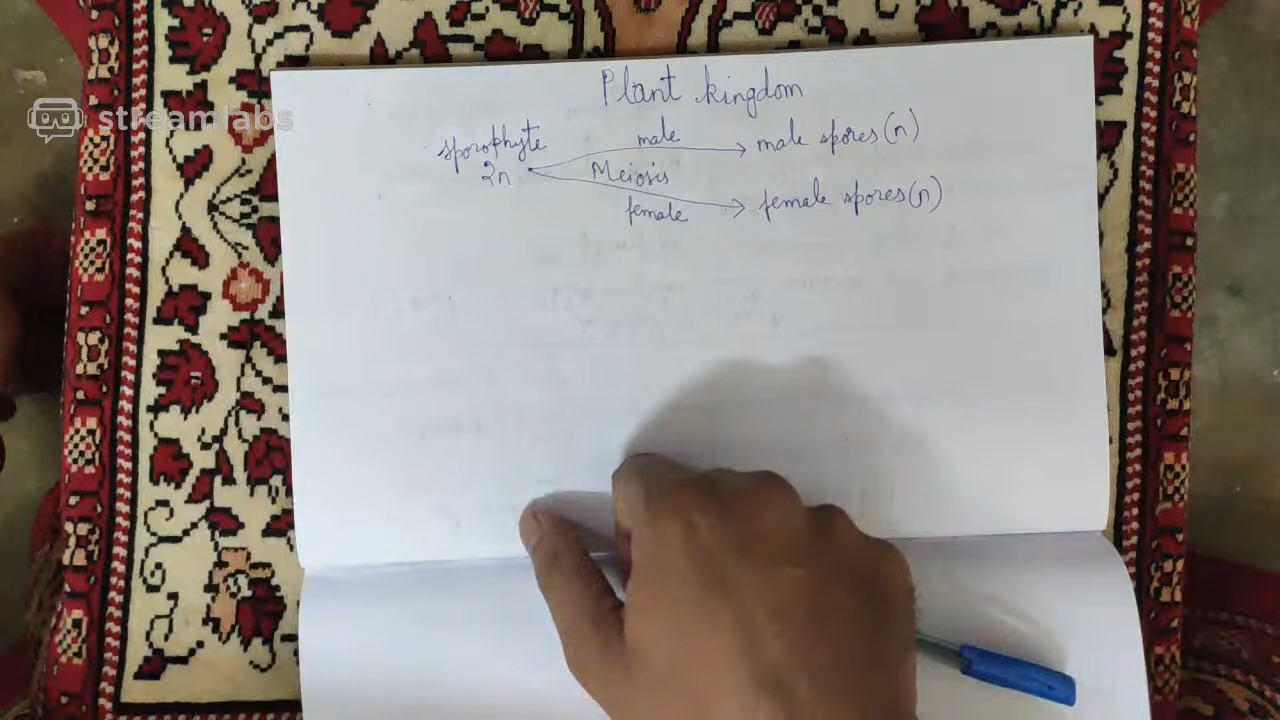 streamlabs
Plant kingdom
sporophyte
2n
male
Meiosis
female
male spores (n)
female spores (n)